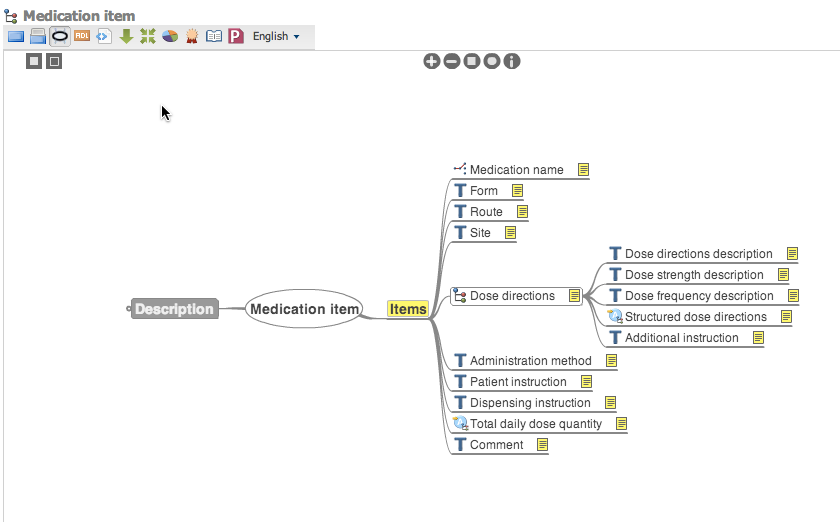 Medication item
ADL
P
English
Medication name
Form
Route
Site
Dose directions description
Dose strength description
Description
Medication item
Items
Dose directions
Dose frequency description
Structured dose directions
Additional instruction
Administration method
Patient instruction
Dispensing instruction
Total daily dose quantity
Comment